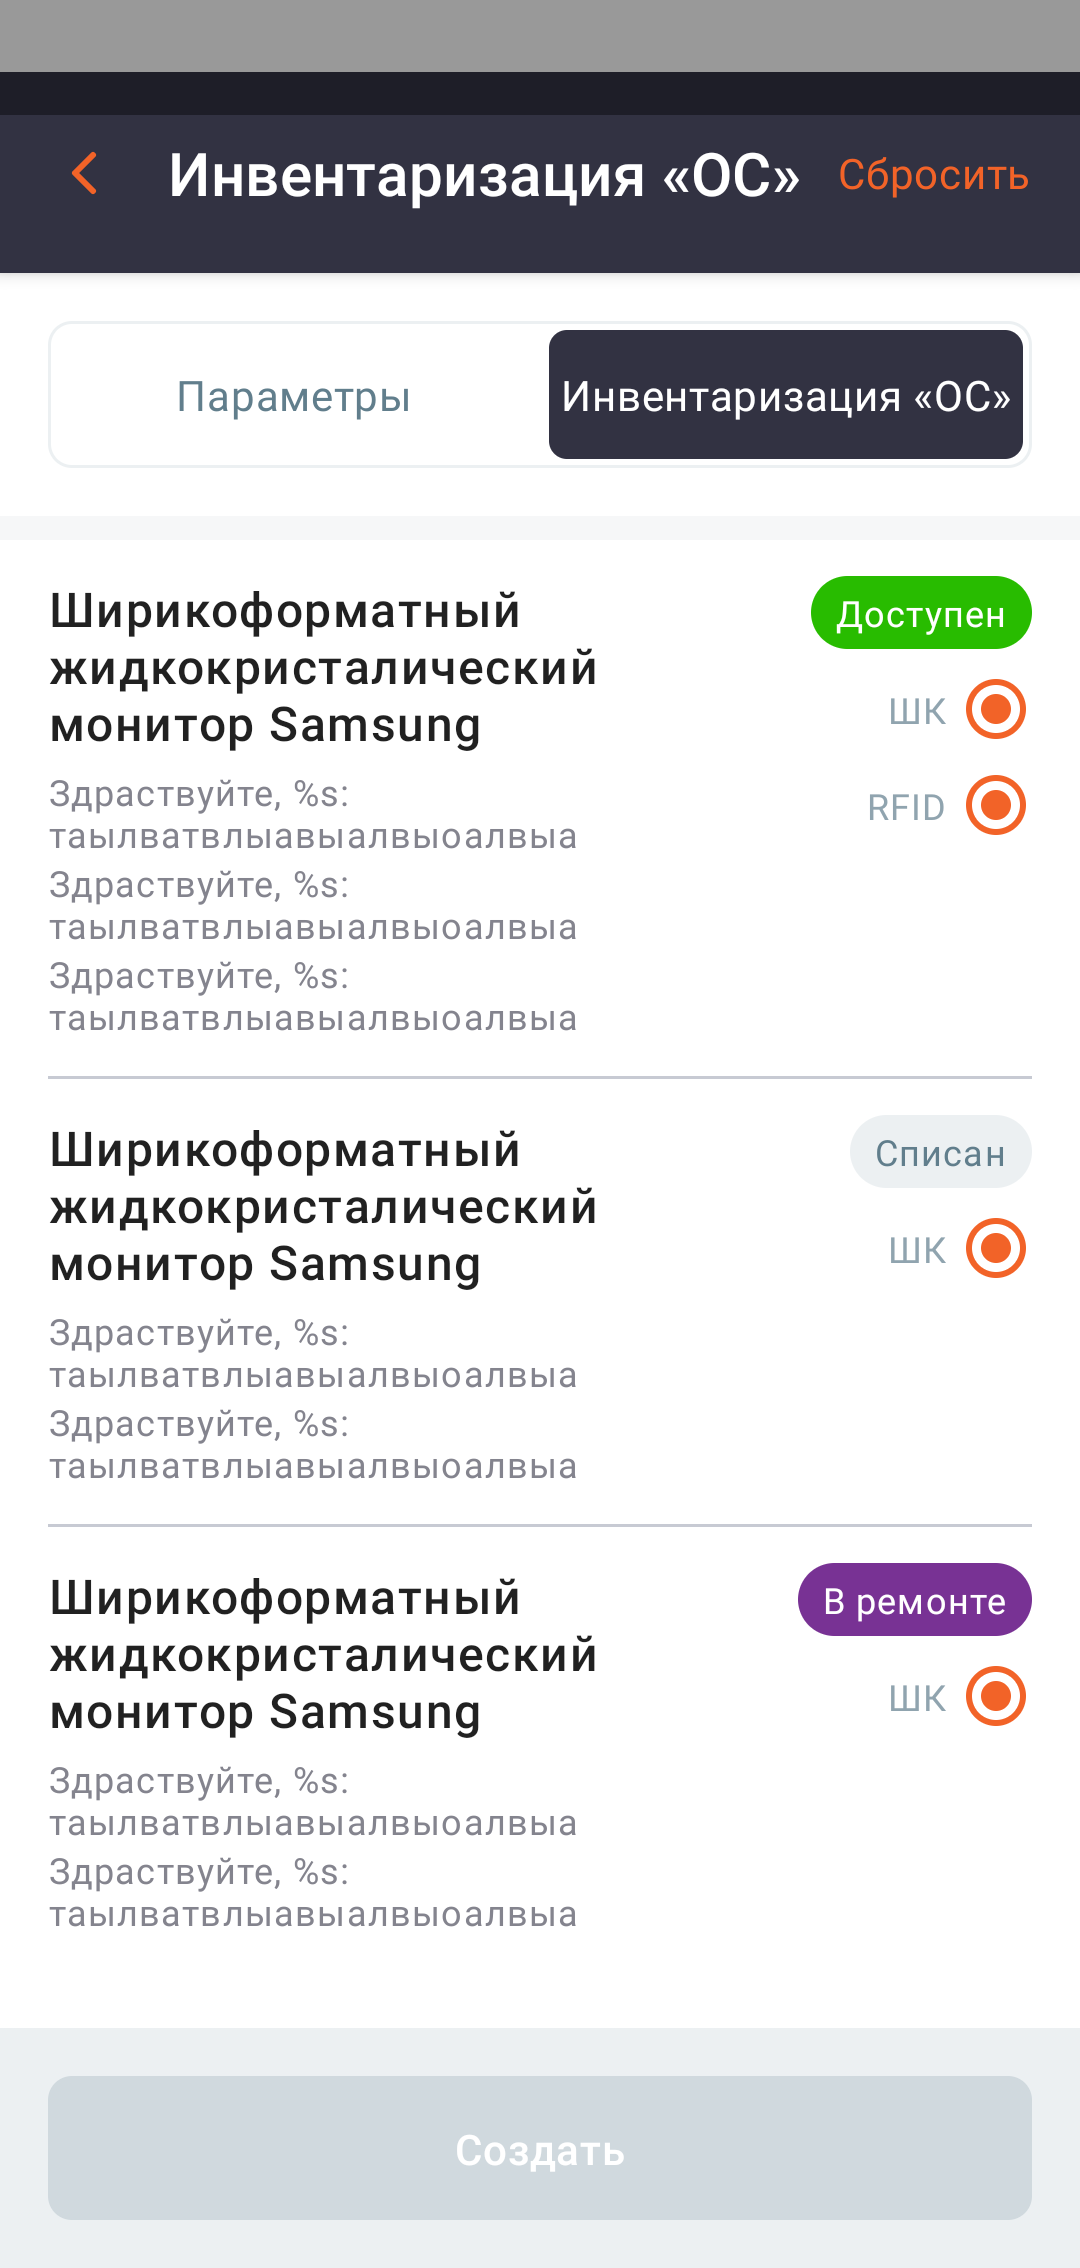 Инвентаризация «ОС» Сбросить
Параметры Инвентаризация «ОС»
Ширикоформатный
жидкокристалический
монитор Samsung
Доступен
ШК
RFID
Здраствуйте, %s:
таылватвлыавыалвыоалвыа
Здраствуйте, %s:
таылватвлыавыалвыоалвыа
Здраствуйте, %s:
таылватвлыавыалвыоалвыа
Ширикоформатный
жидкокристалический
монитор Samsung
Списан
ШК
Здраствуйте, %s:
таылватвлыавыалвыоалвыа
Здраствуйте, %s:
таылватвлыавыалвыоалвыа
Ширикоформатный
жидкокристалический
монитор Samsung
В ремонте
ШК
Здраствуйте, %s:
таылватвлыавыалвыоалвыа
Здраствуйте, %s:
таылватвлыавыалвыоалвыа
Создать